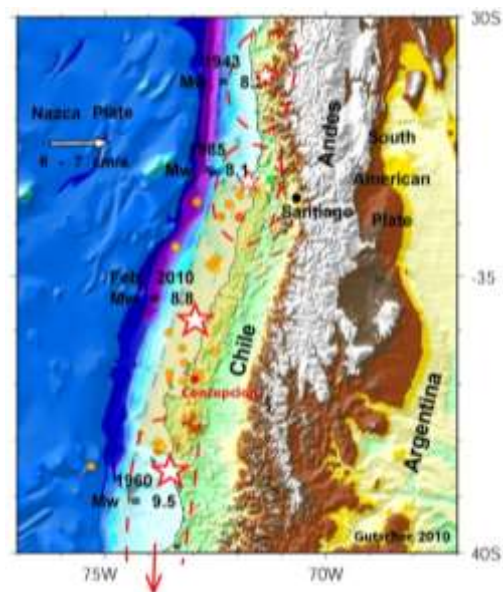 30S
1943
Mw = 8.
Nazca Plate
1985
Mw = 8.1
Andes
South
American
Plate
Santiago
-35
Feb. 2010
Mw = 8.8
Chile
Concepcion
Argentina
1960
Mw = 9.5
Gutscher 2010
40S
75W
70W